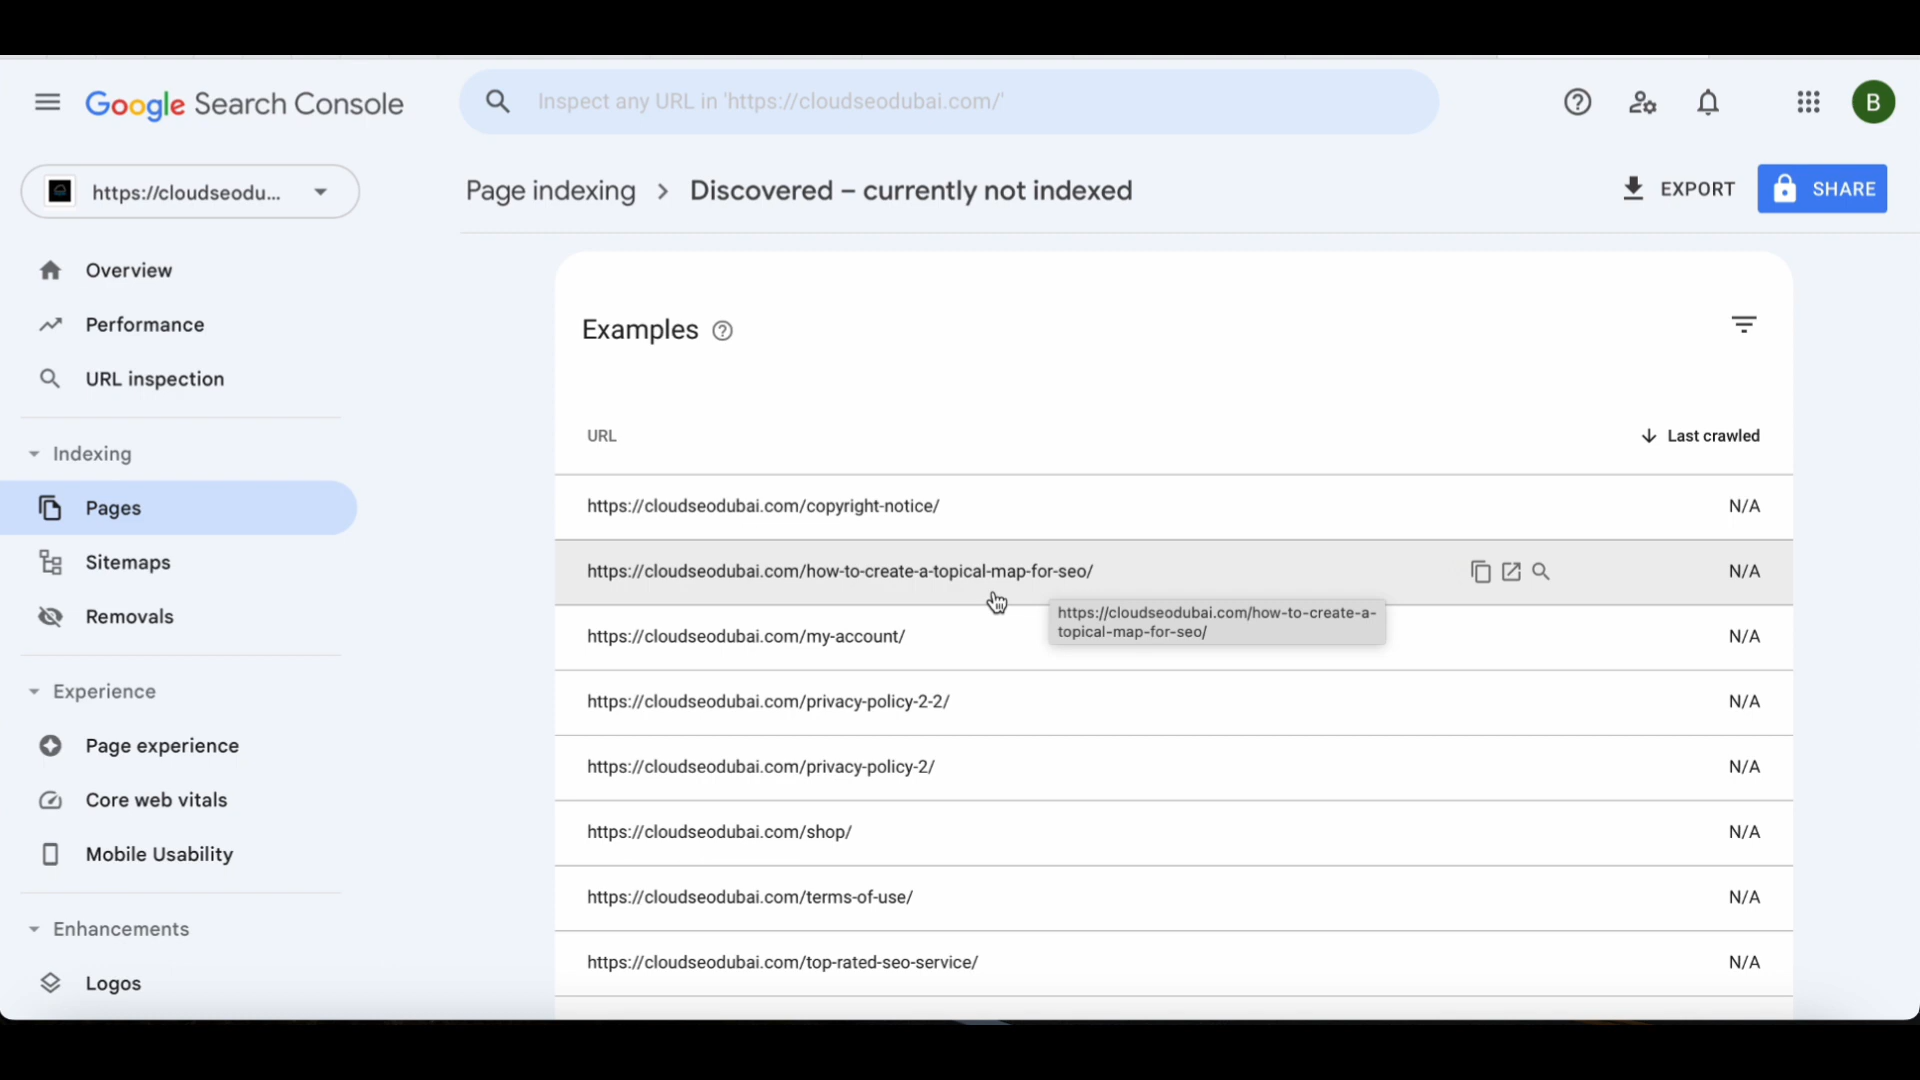 Google Search Console
Inspect any URL in 'https://cloudseodubai.com/'
B
https://cloudseodu...
Page indexing > Discovered – currently not indexed
EXPORT
SHARE
Overview
Performance
URL inspection
Indexing
Pages
Sitemaps
Removals
Experience
Page experience
Core web vitals
Mobile Usability
Enhancements
Logos
Examples
URL
Last crawled
https://cloudseodubai.com/copyright-notice/ N/A
https://cloudseodubai.com/how-to-create-a-topical-map-for-seo/ N/A
https://cloudseodubai.com/how-to-create-a-
topical-map-for-seo/
https://cloudseodubai.com/my-account/ N/A
https://cloudseodubai.com/privacy-policy-2-2/ N/A
https://cloudseodubai.com/privacy-policy-2/ N/A
https://cloudseodubai.com/shop/ N/A
https://cloudseodubai.com/terms-of-use/ N/A
https://cloudseodubai.com/top-rated-seo-service/ N/A